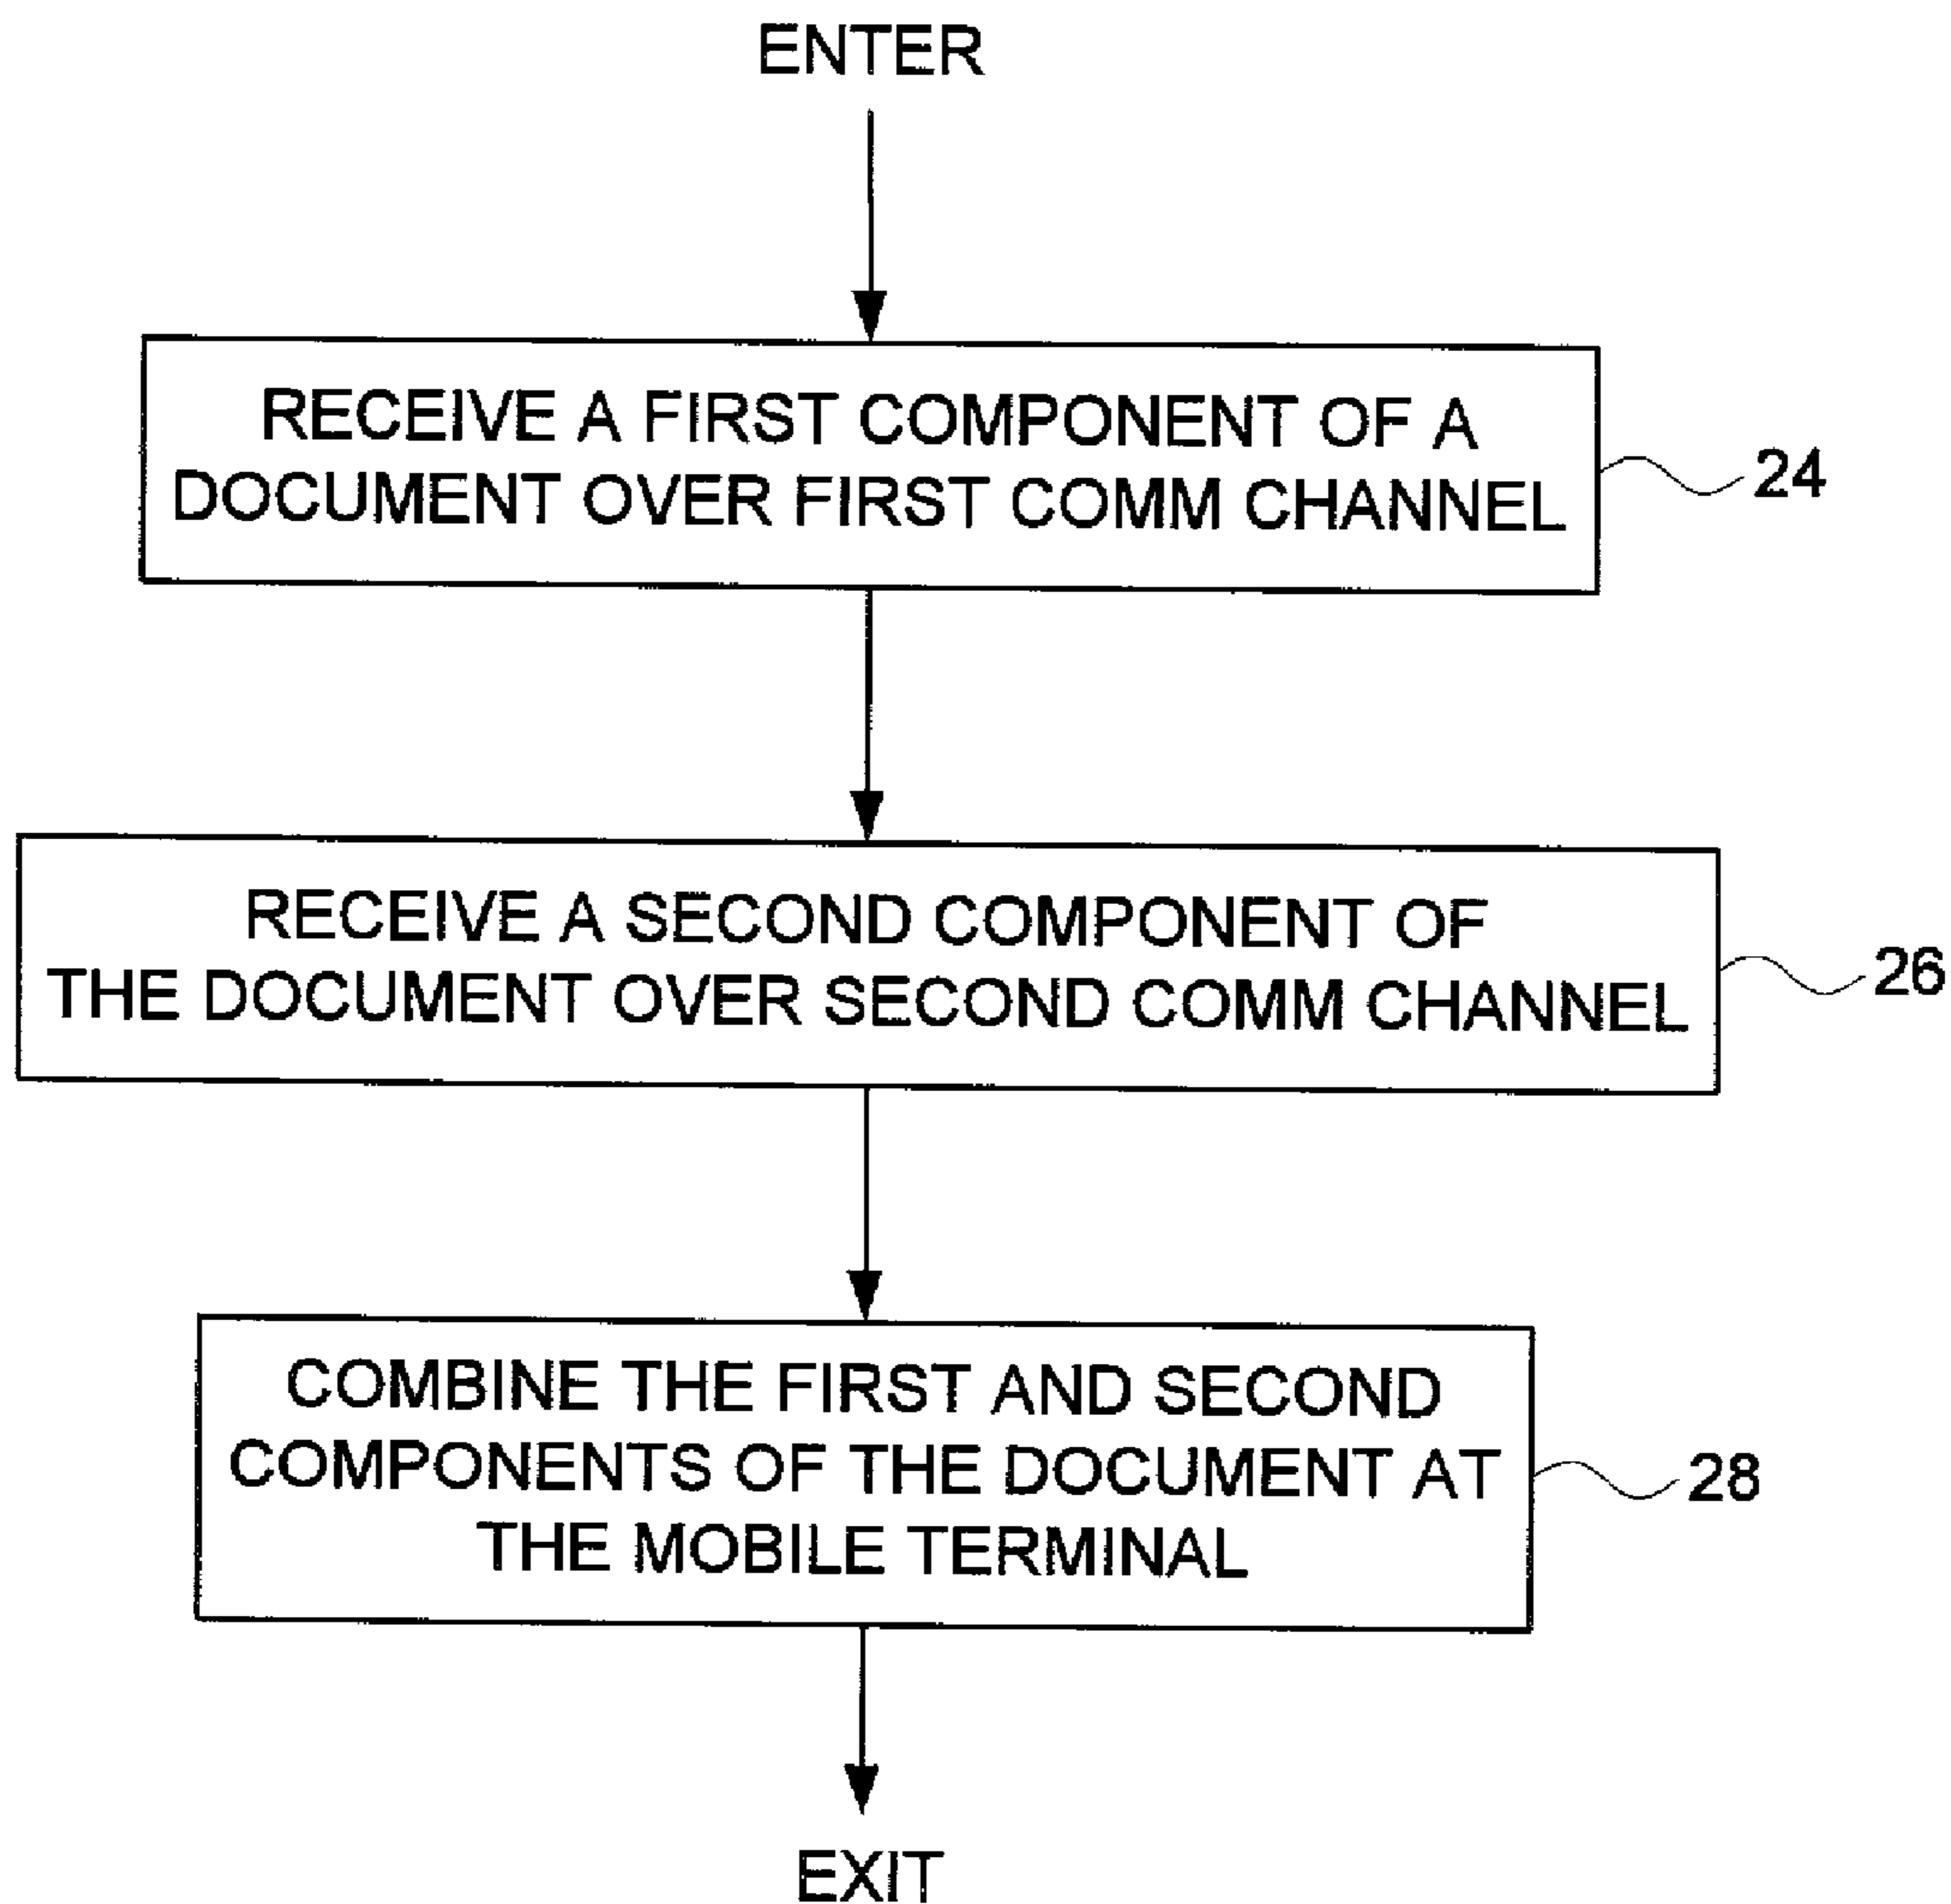 ENTER
RECEIVE A FIRST COMPONENT OF A
DOCUMENT OVER FIRST COMM CHANNEL
24
RECEIVE A SECOND COMPONENT OF
THE DOCUMENT OVER SECOND COMM CHANNEL
26
COMBINE THE FIRST AND SECOND
COMPONENTS OF THE DOCUMENT AT
THE MOBILE TERMINAL
28
EXIT